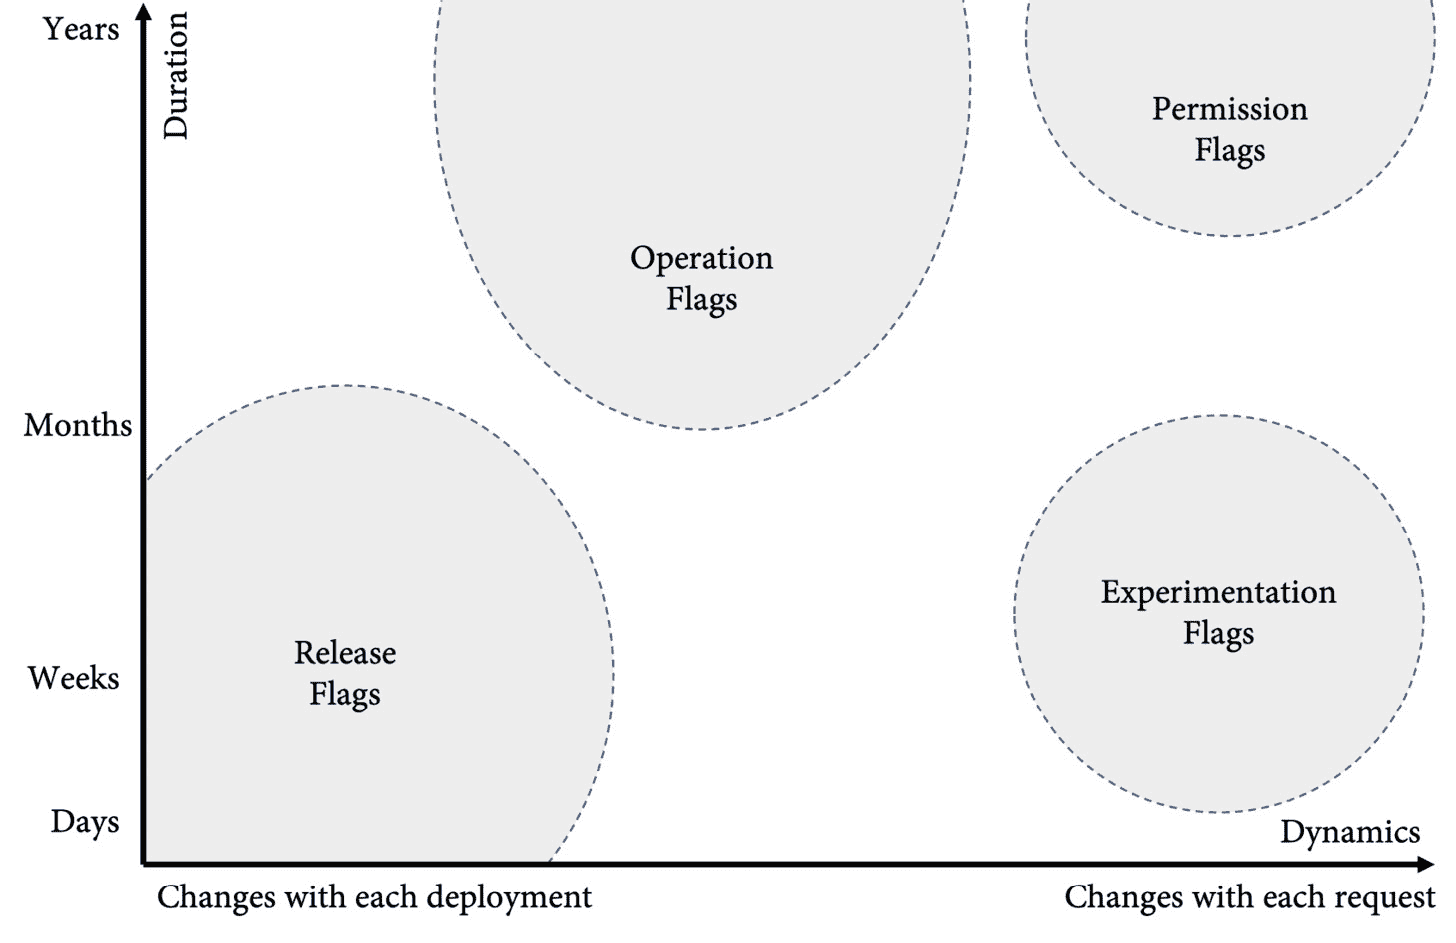 Years
Duration
Permission
Flags
Operation
Flags
Months
Experimentation
Flags
Release
Flags
Weeks
Days
Dynamics
Changes with each deployment
Changes with each request